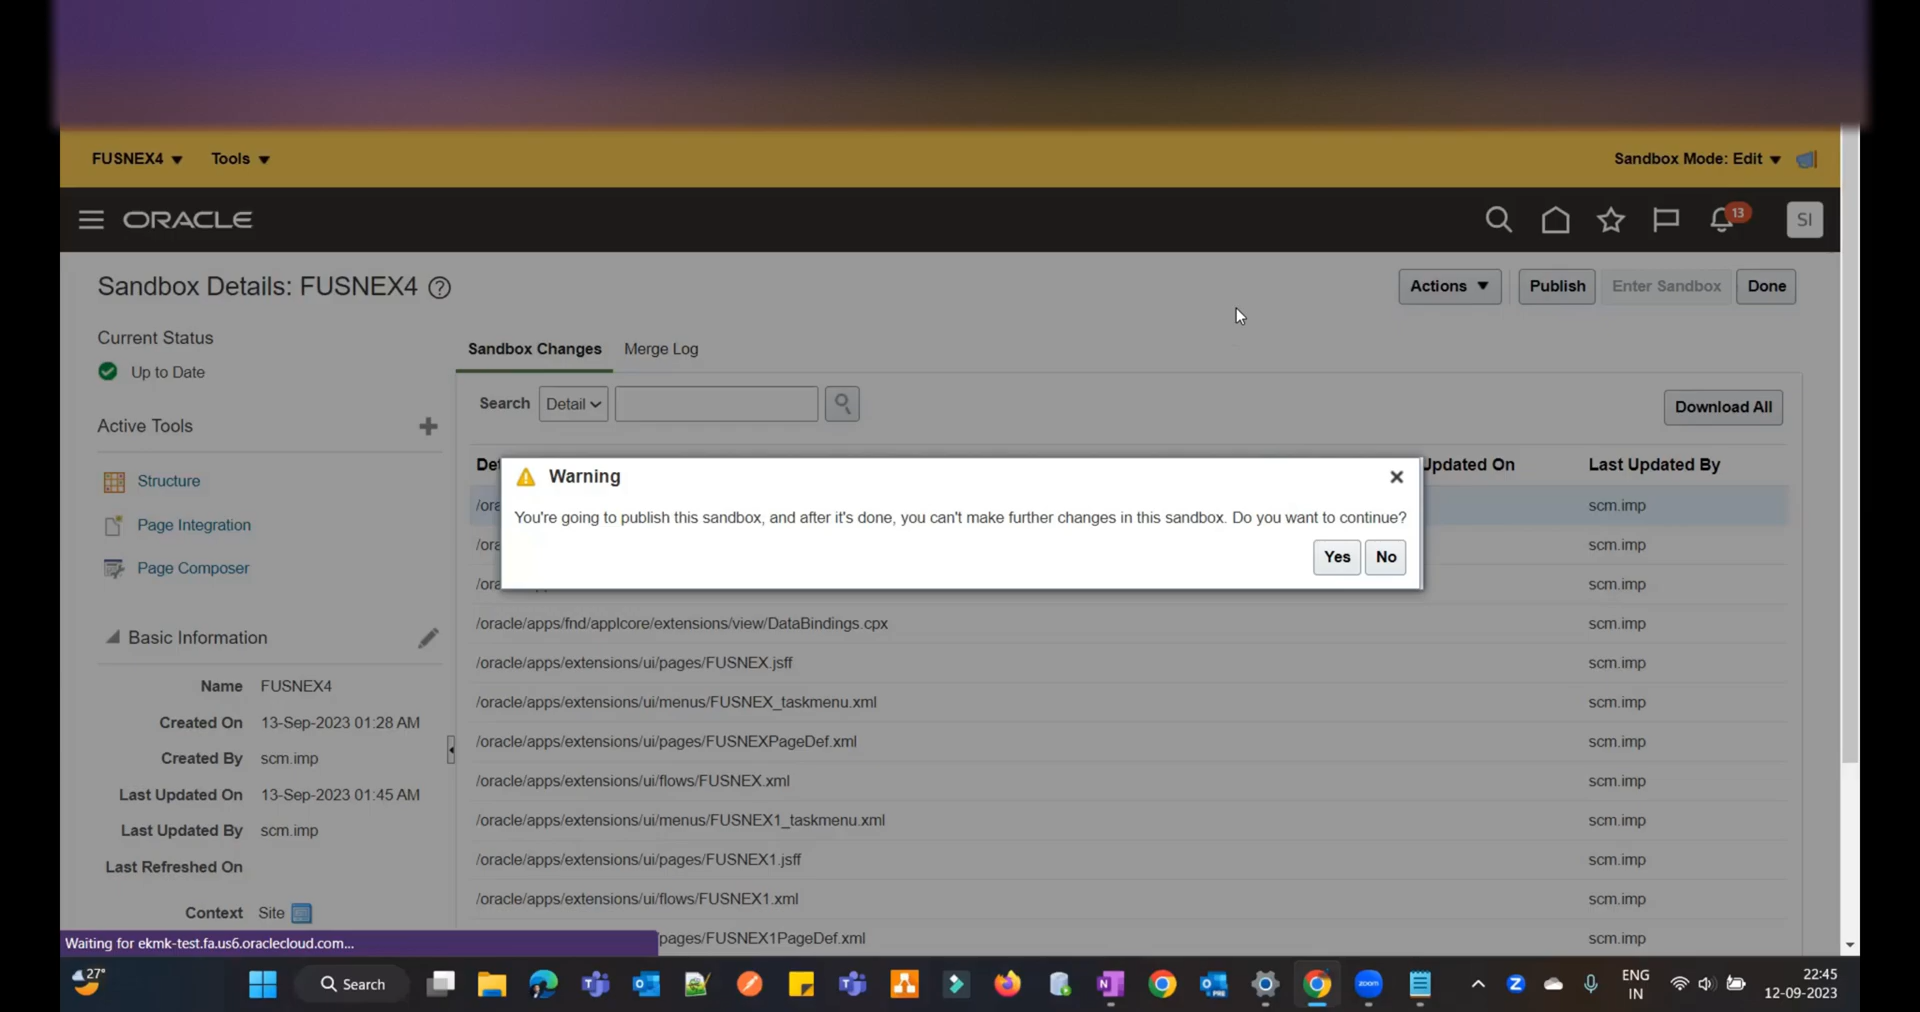 FUSNEX4 Tools Sandbox Mode: Edit
ORACLE 13 SI
Sandbox Details: FUSNEX4 Actions Publish Enter Sandbox Done
Current Status
Up to Date
Active Tools
Structure
Page Integration
Page Composer
Basic Information
Name FUSNEX4
Created On 13-Sep-2023 01:28 AM
Created By scm.imp
Last Updated On 13-Sep-2023 01:45 AM
Last Updated By scm.imp
Last Refreshed On
Context Site
Sandbox Changes Merge Log
Search Detail Download All
Updated On Last Updated By
scm.imp
scm.imp
scm.imp
Warning
You're going to publish this sandbox, and after it's done, you can't make further changes in this sandbox. Do you want to continue?
Yes No
/oracle/apps/fnd/applcore/extensions/view/DataBindings.cpx scm.imp
/oracle/apps/extensions/ui/pages/FUSNEX.jsff scm.imp
/oracle/apps/extensions/ui/menus/FUSNEX_taskmenu.xml scm.imp
/oracle/apps/extensions/ui/pages/FUSNEXPageDef.xml scm.imp
/oracle/apps/extensions/ui/flows/FUSNEX.xml scm.imp
/oracle/apps/extensions/ui/menus/FUSNEX1_taskmenu.xml scm.imp
/oracle/apps/extensions/ui/pages/FUSNEX1.jsff scm.imp
/oracle/apps/extensions/ui/flows/FUSNEX1.xml scm.imp
/pages/FUSNEX1PageDef.xml scm.imp
Waiting for ekmk-test.fa.us6.oraclecloud.com...
27° Search ENG 22:45
IN 12-09-2023